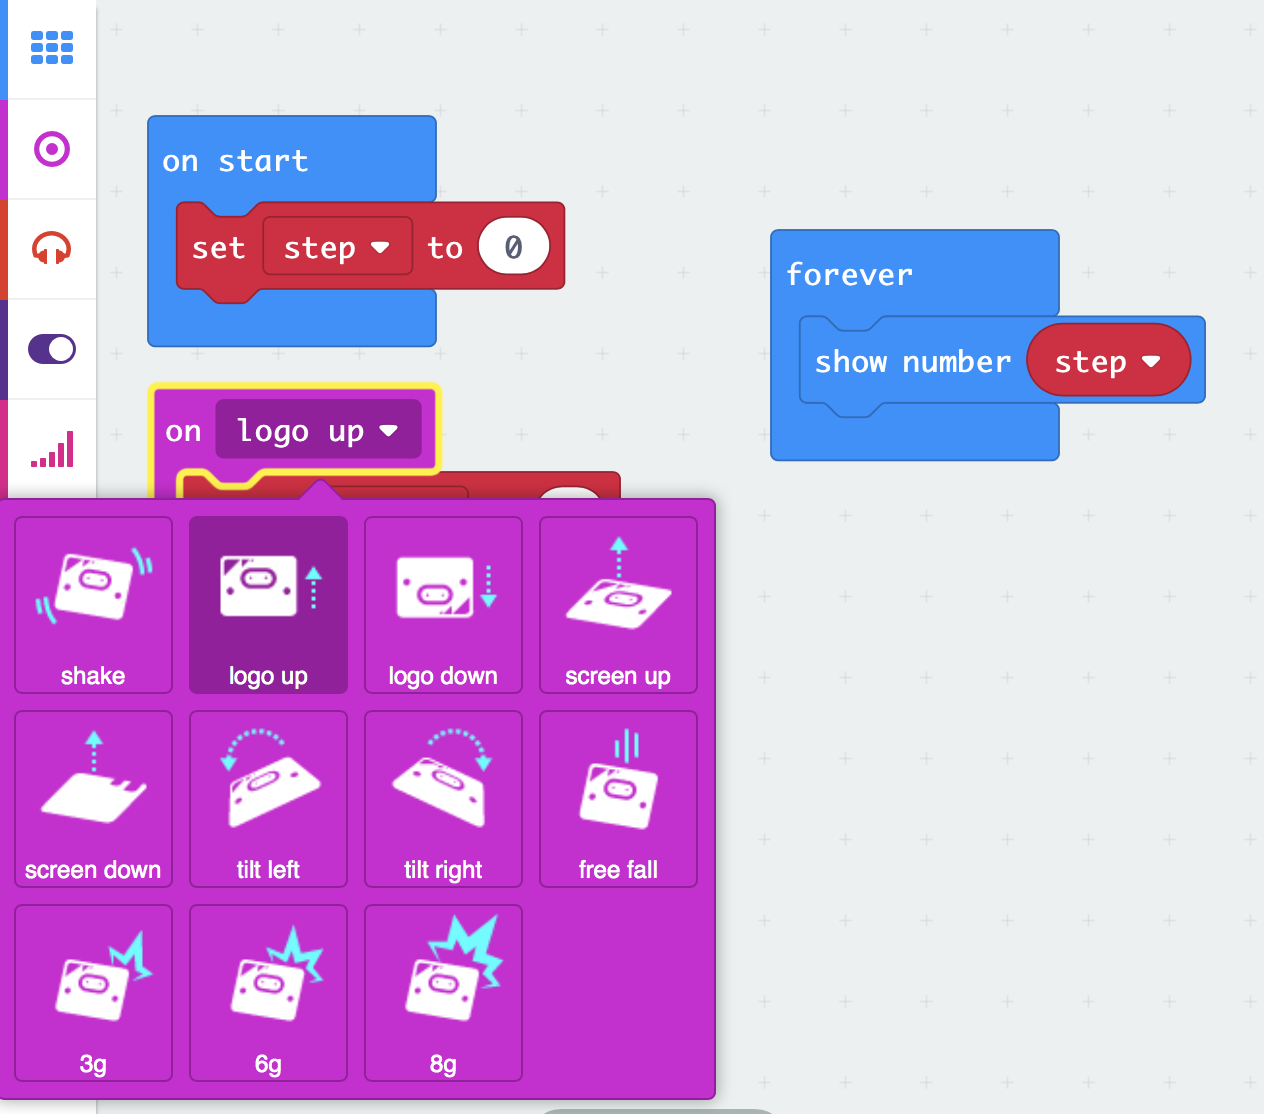 on start
set step to 0
forever
show number step
on logo up
shake
logo up
logo down
screen up
screen down
tilt left
tilt right
free fall
3g
6g
8g